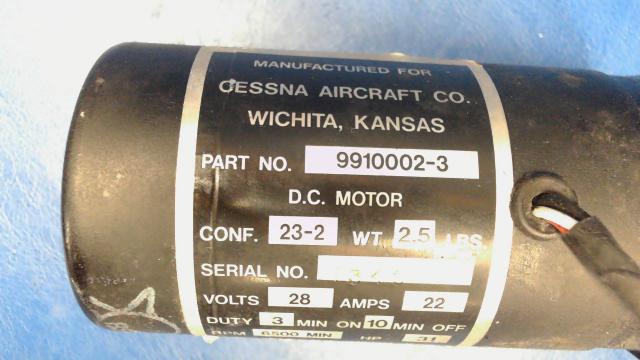 MANUFACTURED FOR
CESSNA AIRCRAFT CO.
WICHITA, KANSAS
PART NO. 9910002-3
D.C. MOTOR
CONF. 23-2 WT. 2.5 LBS.
SERIAL NO.
VOLTS 28 AMPS 22
DUTY 3 MIN ON 10 MIN OFF
RPM 6500 MIN HP .31